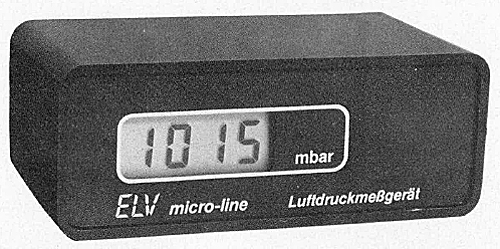 1015 mbar
ELV micro-line Luftdruckmeßgerät